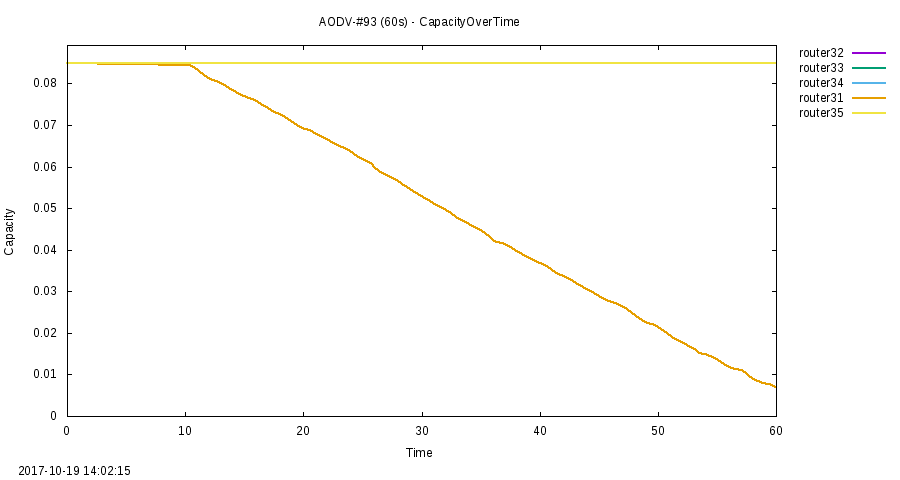 AODV-#93 (60s) - CapacityOverTime
router32
router33
router34
router31
router35
0.08
0.07
0.06
0.05
0.04
0.03
0.02
0.01
0
Capacity
0 10 20 30 40 50 60
Time
2017-10-19 14:02:15